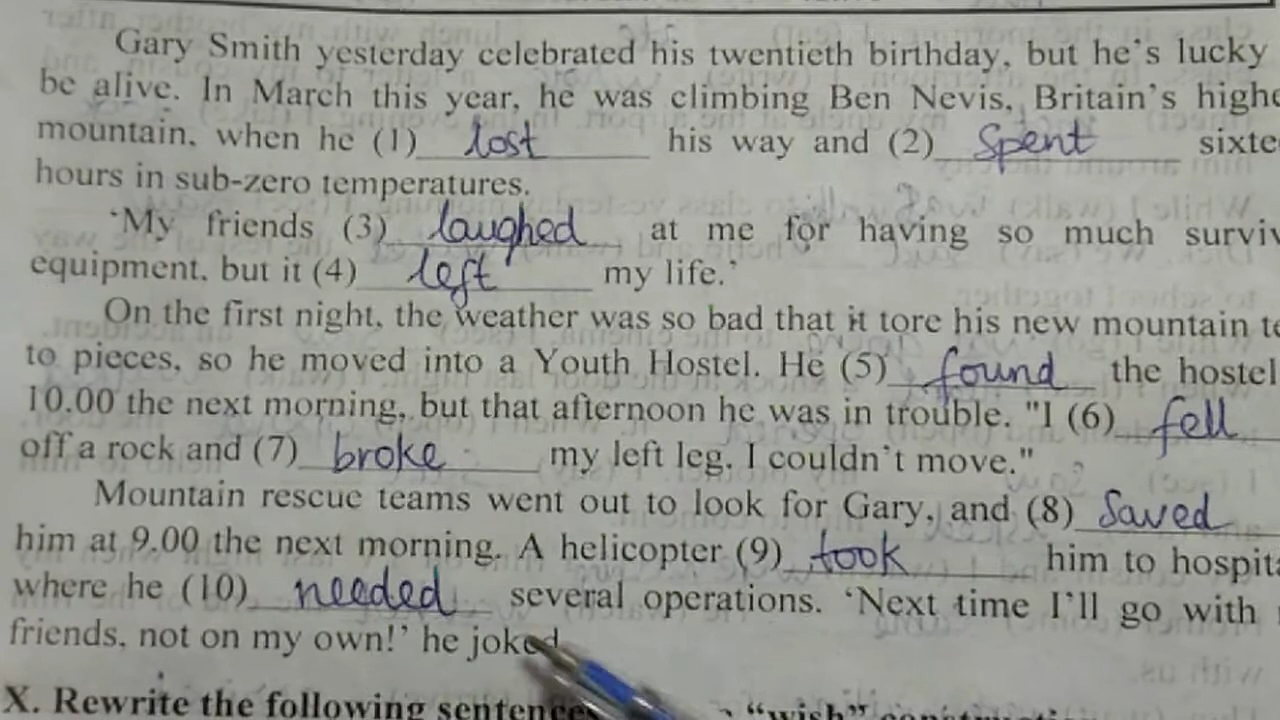 Gary Smith yesterday celebrated his twentieth birthday, but he's lucky
be alive. In March this year, he was climbing Ben Nevis, Britain's highe
mountain, when he (1) lost his way and (2) Spent sixte
hours in sub-zero temperatures.
'My friends (3) laughed at me for having so much surviv
equipment, but it (4) left my life.'
On the first night, the weather was so bad that it tore his new mountain te
to pieces, so he moved into a Youth Hostel. He (5) found the hostel
10.00 the next morning, but that afternoon he was in trouble. "I (6) fell
off a rock and (7) broke my left leg, I couldn't move."
Mountain rescue teams went out to look for Gary, and (8) Saved
him at 9.00 the next morning. A helicopter (9) took him to hospita
where he (10) needed several operations. 'Next time I'll go with
friends, not on my own!' he joked
X. Rewrite the following sentences "wish"